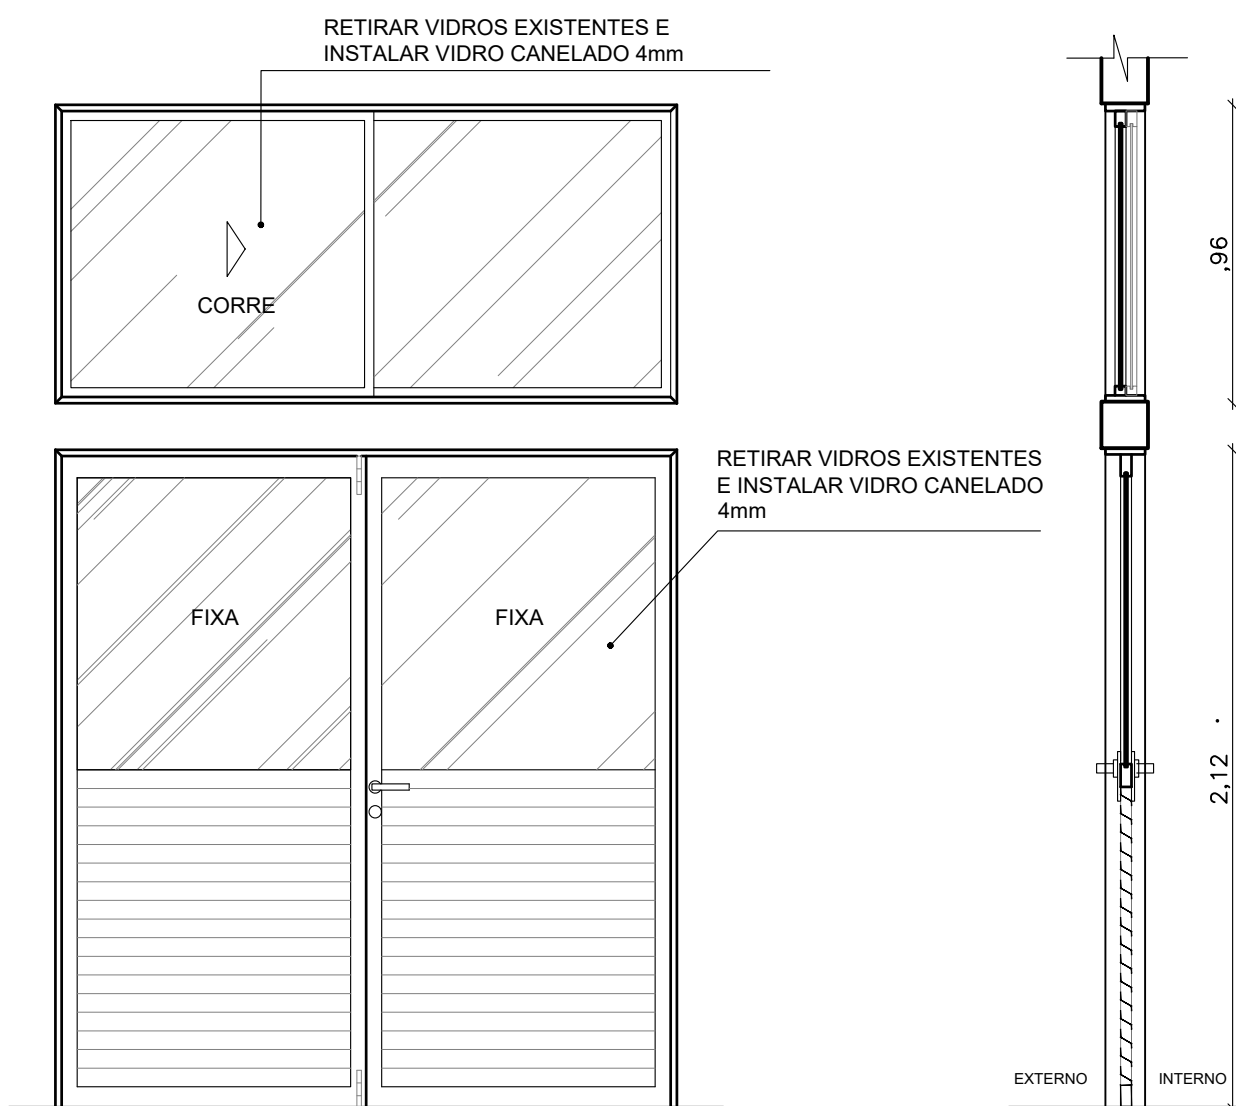 RETIRAR VIDROS EXISTENTES E
INSTALAR VIDRO CANELADO 4mm
CORRE
,96
RETIRAR VIDROS EXISTENTES
E INSTALAR VIDRO CANELADO
4mm
FIXA
FIXA
2,12
EXTERNO
INTERNO